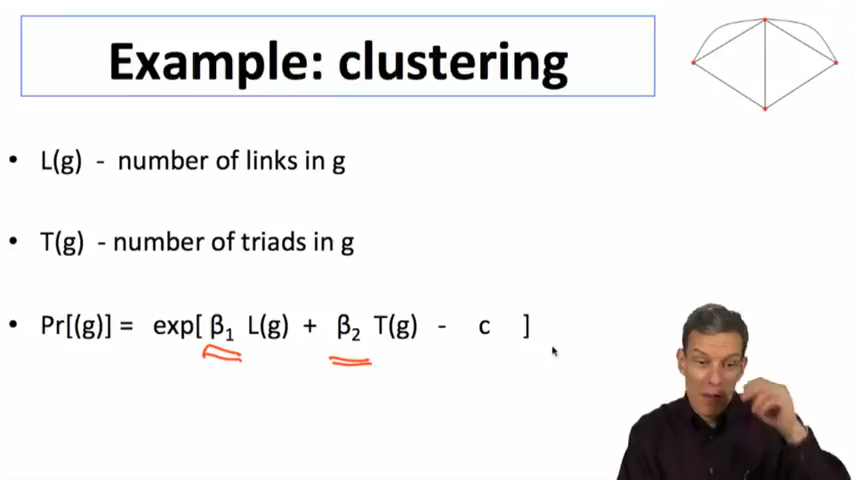 Example: clustering
• L(g) - number of links in g
• T(g) - number of triads in g
• Pr[(g)] = exp[ β₁ L(g) + β₂ T(g) - c ]